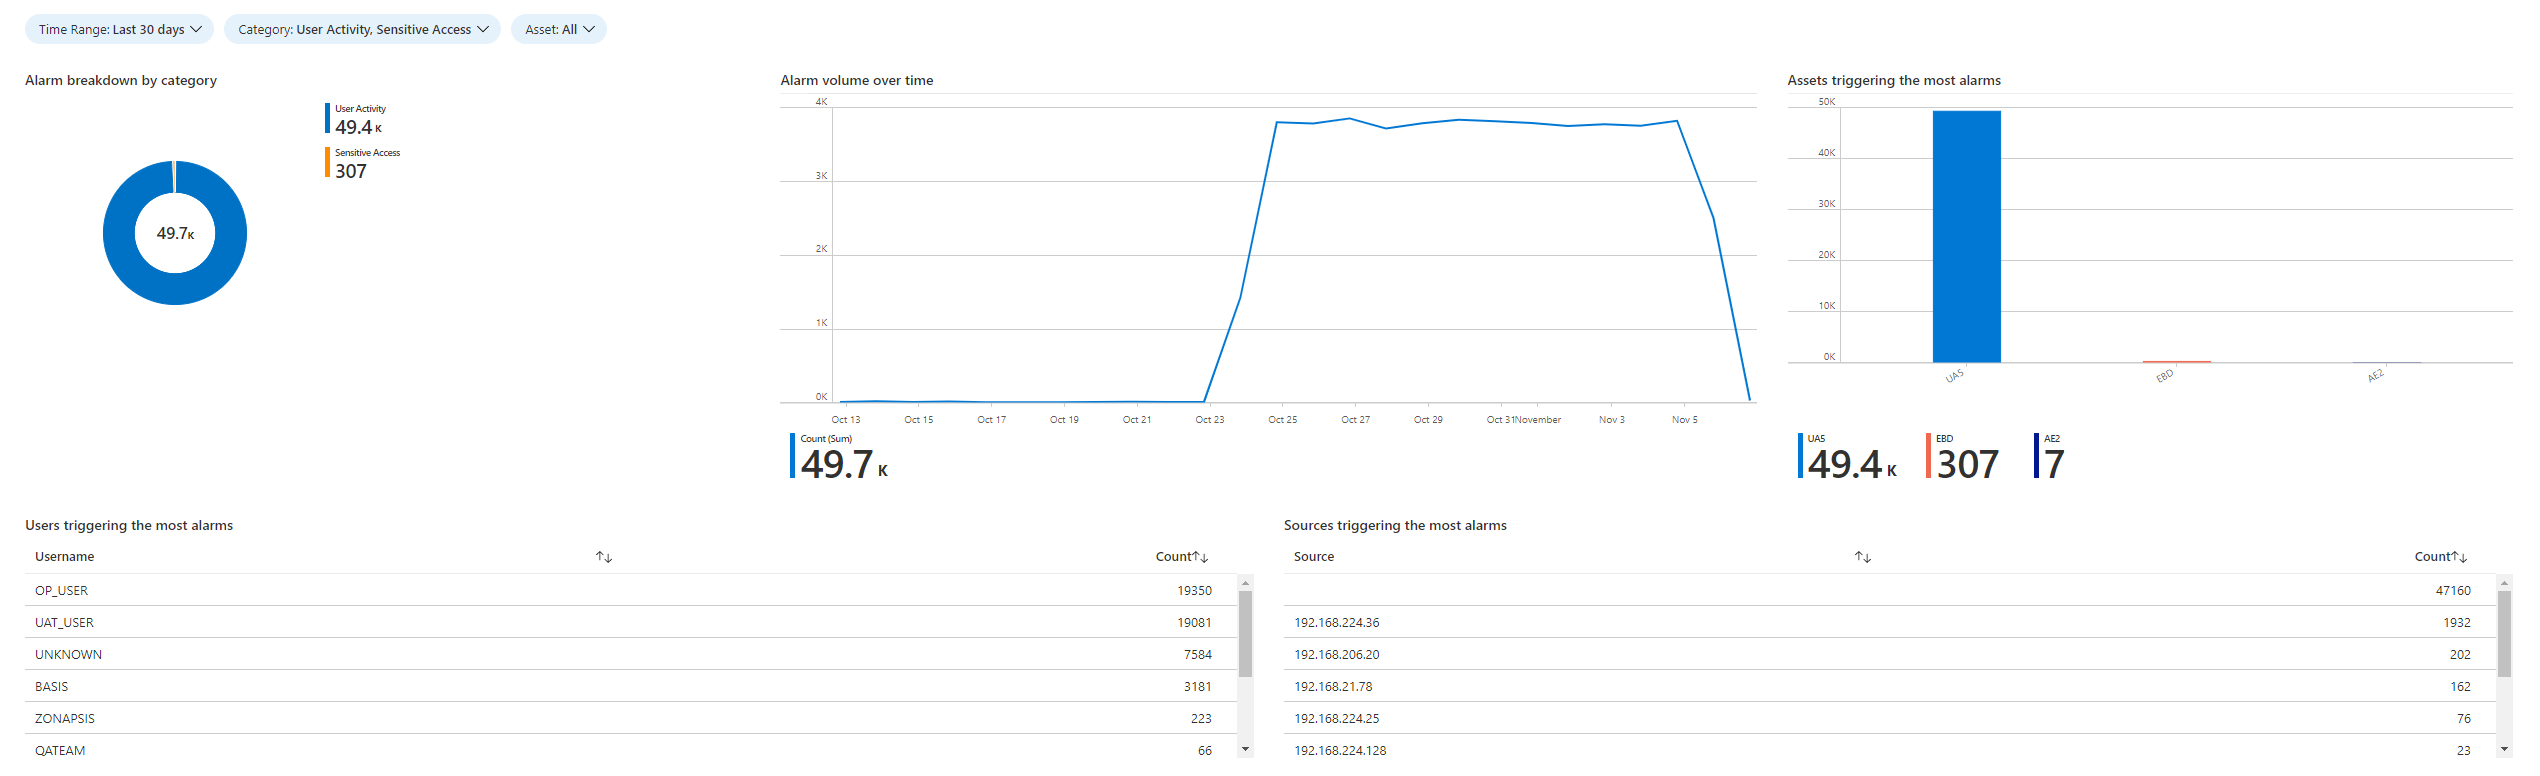 Time Range: Last 30 days
Category: User Activity, Sensitive Access
Asset: All
Alarm breakdown by category
User Activity
49.4 K
Sensitive Access
307
49.7K
Alarm volume over time
4K
3K
2K
1K
0K
Oct 13 Oct 15 Oct 17 Oct 19 Oct 21 Oct 23 Oct 25 Oct 27 Oct 29 Oct 31 November Nov 3 Nov 5
Count (Sum)
49.7 K
Assets triggering the most alarms
50K
40K
30K
20K
10K
0K
UA5 EBD AE2
UA5
49.4 K
EBD
307
AE2
7
Users triggering the most alarms
Username Count
OP_USER 19350
UAT_USER 19081
UNKNOWN 7584
BASIS 3181
ZONAPSIS 223
QATEAM 66
Sources triggering the most alarms
Source Count
47160
192.168.224.36 1932
192.168.206.20 202
192.168.21.78 162
192.168.224.25 76
192.168.224.128 23